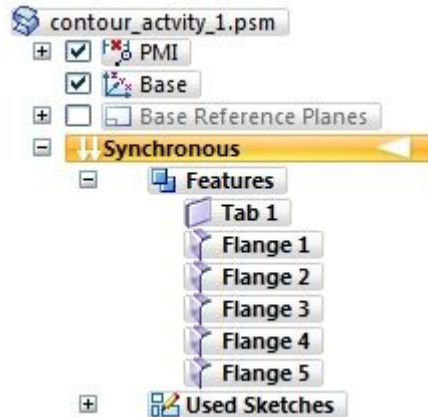 contour_actvity_1.psm
PMI
Base
Base Reference Planes
Synchronous
Features
Tab 1
Flange 1
Flange 2
Flange 3
Flange 4
Flange 5
Used Sketches